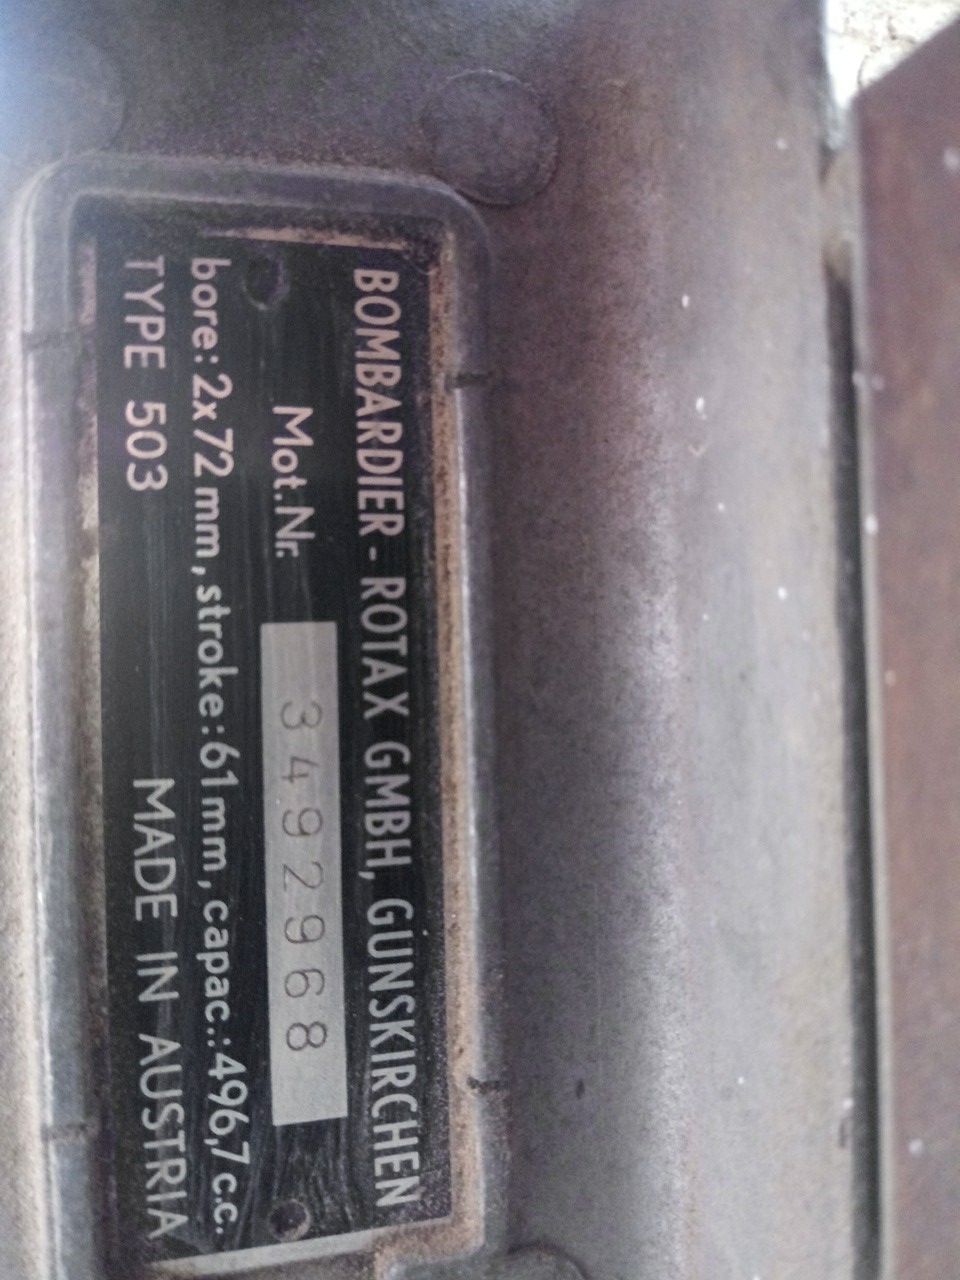 BOMBARDIER - ROTAX GMBH, GUNSKIRCHEN
Mot.Nr. 3492968
bore: 2x72 mm, stroke: 61 mm, capac.: 496,7 c.c.
TYPE 503 MADE IN AUSTRIA